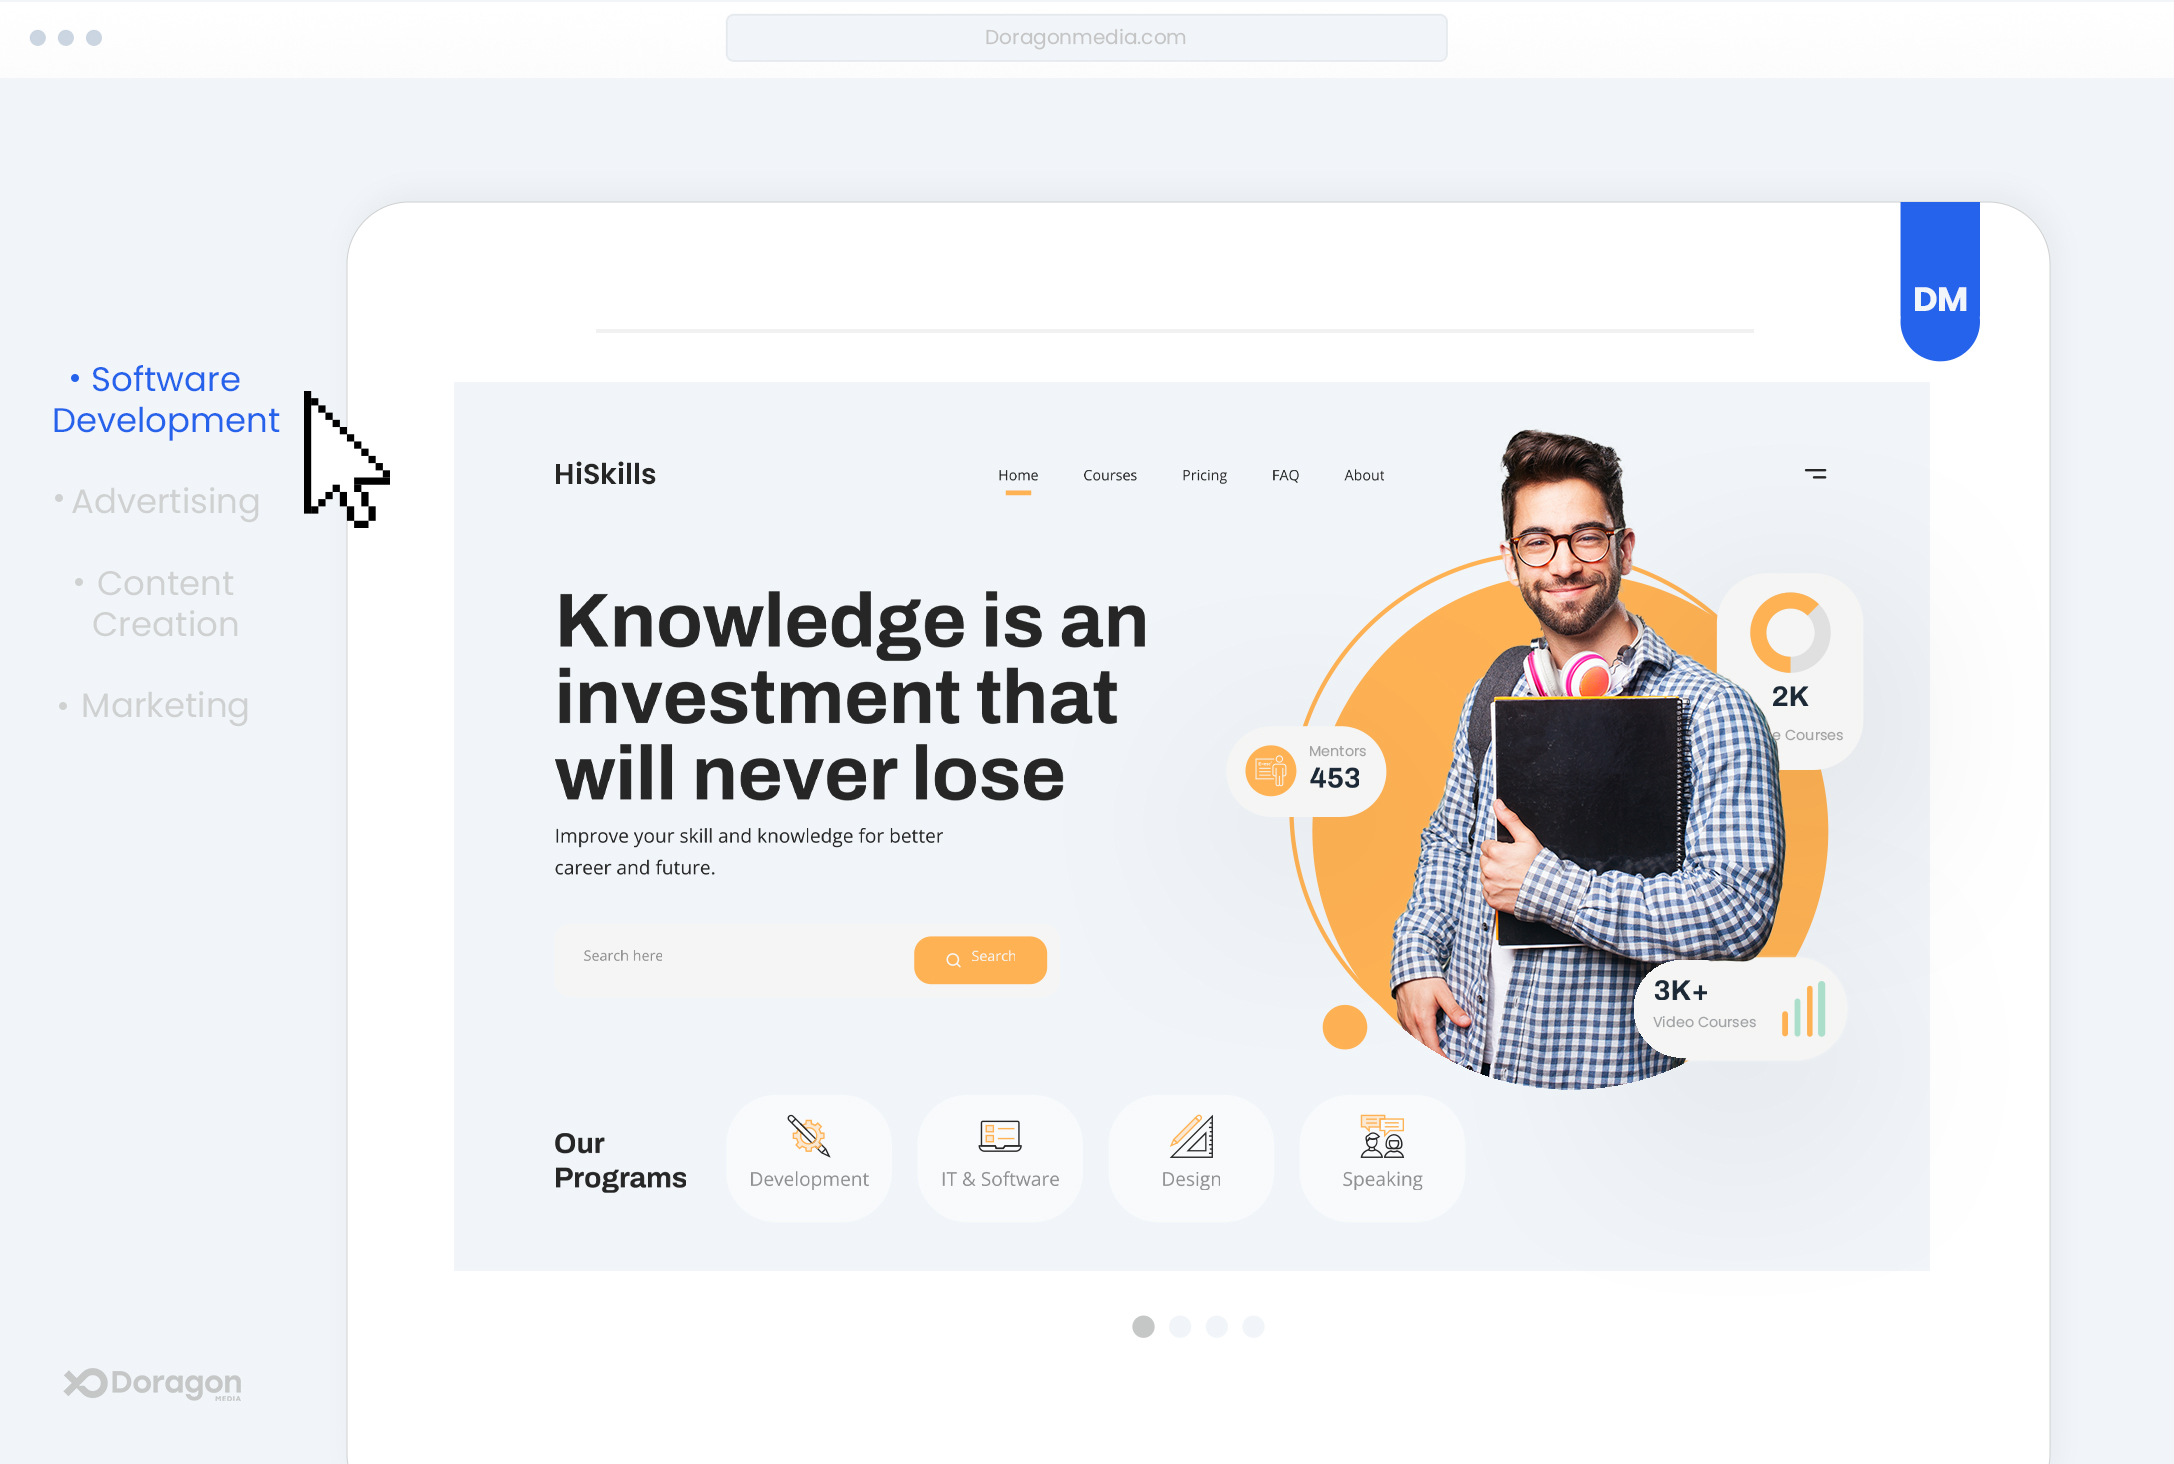 Doragonmedia.com
DM
• Software
Development
• Advertising
• Content
Creation
• Marketing
HiSkills
Home Courses Pricing FAQ About
Knowledge is an
investment that
will never lose
Improve your skill and knowledge for better
career and future.
Search here
Search
Mentors
453
2K
Courses
3K+
Video Courses
Our
Programs
Development
IT & Software
Design
Speaking
Doragon
MEDIA